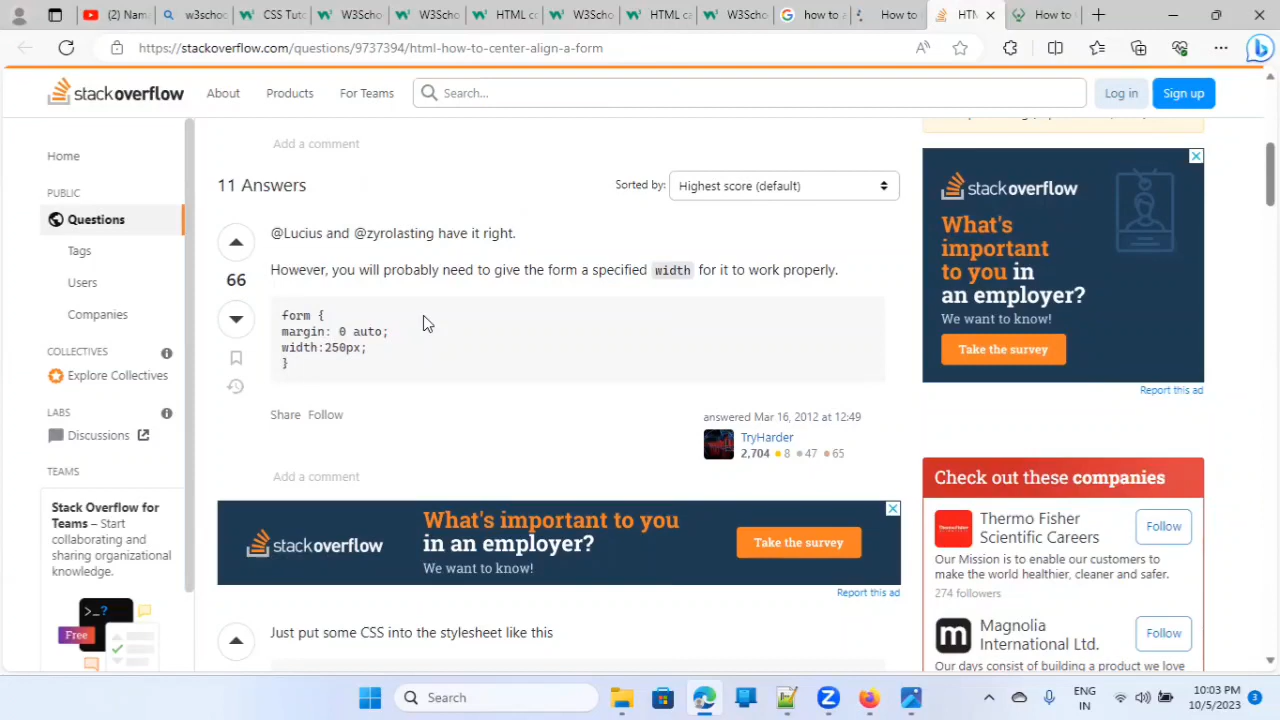 w3scho
CSS Tuto
W3Scho
W3Scho
HTML co
W3Scho
HTML ca
W3Scho
how to a
How to
HTM
How to
https://stackoverflow.com/questions/9737394/html-how-to-center-align-a-form
stackoverflow
About
Products
For Teams
Search...
Log in
Sign up
Home
PUBLIC
Questions
Tags
Users
Companies
COLLECTIVES
Explore Collectives
LABS
Discussions
TEAMS
Stack Overflow for
Teams – Start
collaborating and
sharing organizational
knowledge.
>_?
Free
Add a comment
11 Answers
Sorted by:
Highest score (default)
@Lucius and @zyrolasting have it right.
66
However, you will probably need to give the form a specified width for it to work properly.
form {
margin: 0 auto;
width:250px;
}
Share Follow
answered Mar 16, 2012 at 12:49
TryHarder
2,704 8 47 65
Add a comment
stackoverflow
What's important to you
in an employer?
We want to know!
Take the survey
Report this ad
Just put some CSS into the stylesheet like this
stackoverflow
What's
important
to you in
an employer?
We want to know!
Take the survey
Report this ad
Check out these companies
Thermo Fisher
Scientific Careers
Follow
Our Mission is to enable our customers to
make the world healthier, cleaner and safer.
274 followers
m
Magnolia
International Ltd.
Follow
Our days consist of building a product we love
Search
ENG
IN
10:03 PM
10/5/2023
3